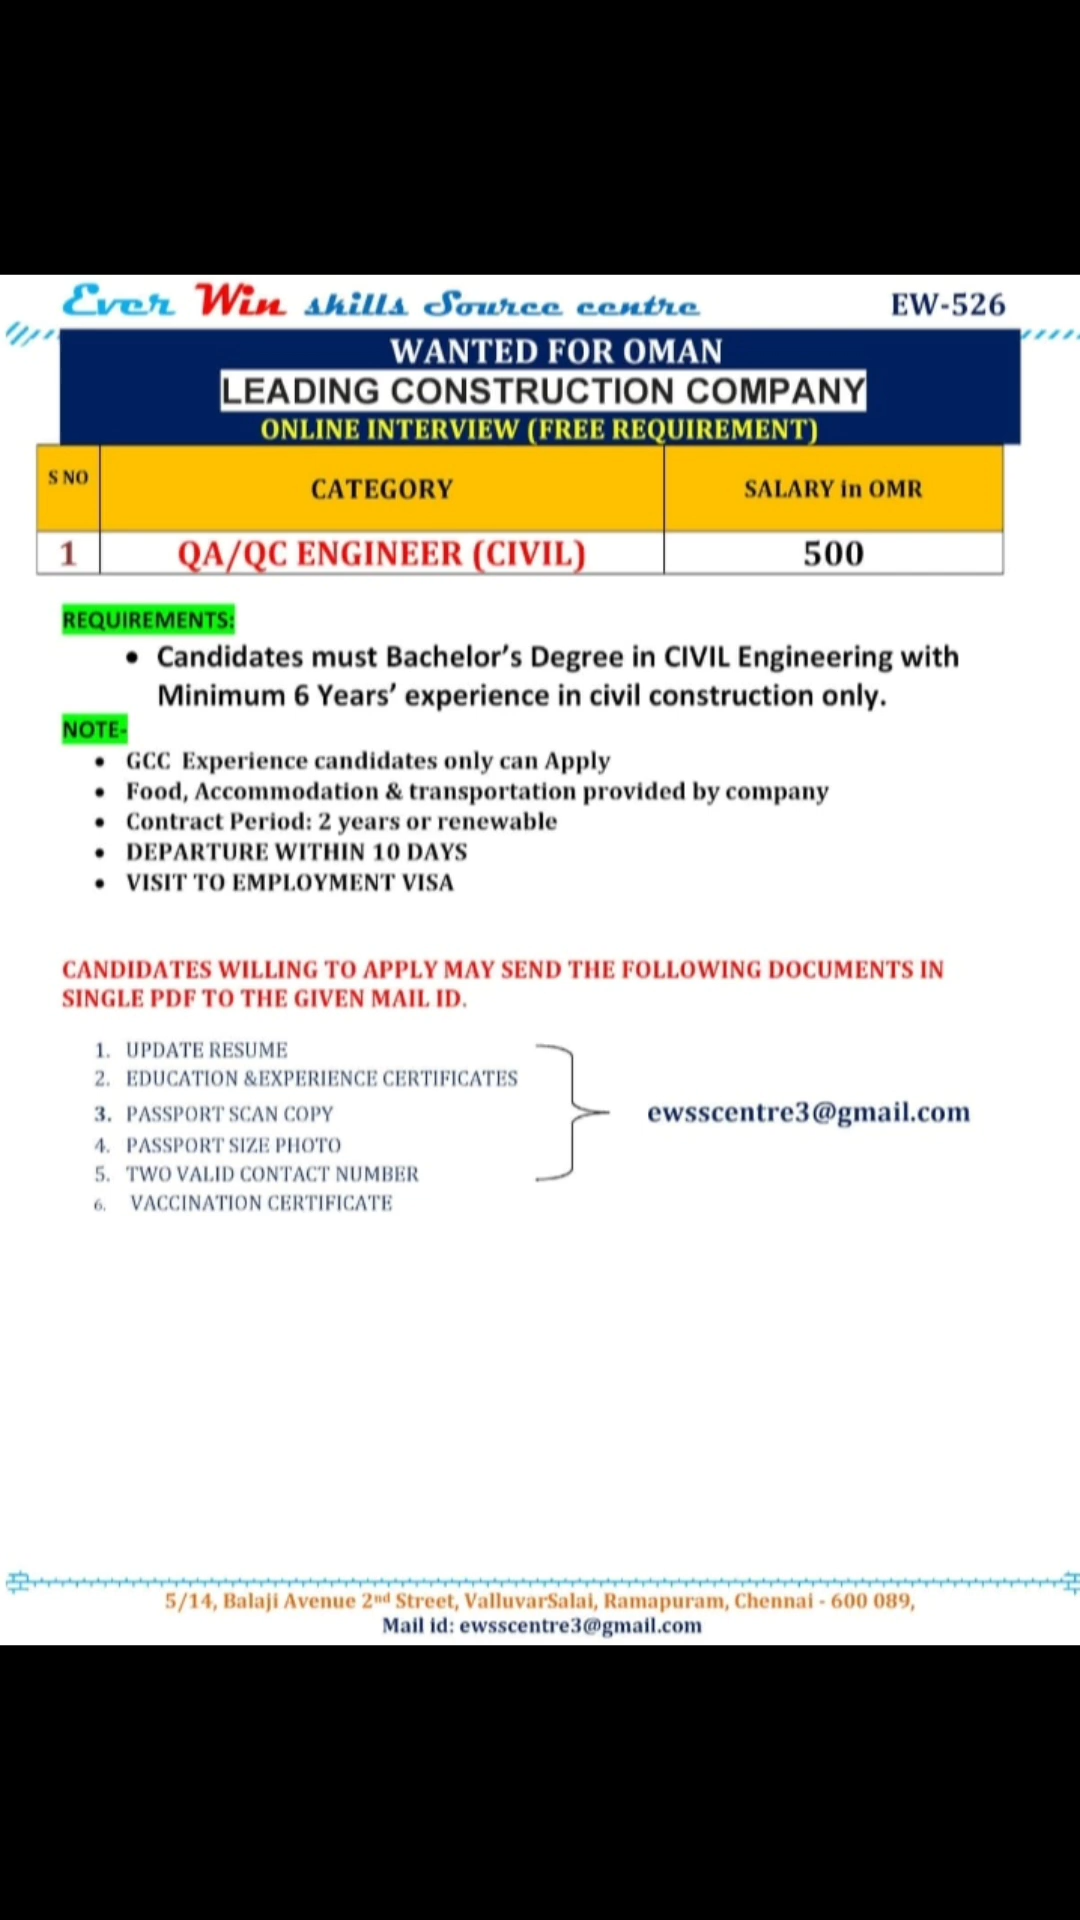 Ever Win skills Source centre EW-526
WANTED FOR OMAN
LEADING CONSTRUCTION COMPANY
ONLINE INTERVIEW (FREE REQUIREMENT)
S NO CATEGORY SALARY in OMR
1 QA/QC ENGINEER (CIVIL) 500
REQUIREMENTS:
• Candidates must Bachelor's Degree in CIVIL Engineering with
Minimum 6 Years' experience in civil construction only.
NOTE-
• GCC Experience candidates only can Apply
• Food, Accommodation & transportation provided by company
• Contract Period: 2 years or renewable
• DEPARTURE WITHIN 10 DAYS
• VISIT TO EMPLOYMENT VISA
CANDIDATES WILLING TO APPLY MAY SEND THE FOLLOWING DOCUMENTS IN
SINGLE PDF TO THE GIVEN MAIL ID.
1. UPDATE RESUME
2. EDUCATION &EXPERIENCE CERTIFICATES
3. PASSPORT SCAN COPY
4. PASSPORT SIZE PHOTO
5. TWO VALID CONTACT NUMBER
6. VACCINATION CERTIFICATE
ewsscentre3@gmail.com
5/14, Balaji Avenue 2nd Street, ValluvarSalai, Ramapuram, Chennai - 600 089,
Mail id: ewsscentre3@gmail.com